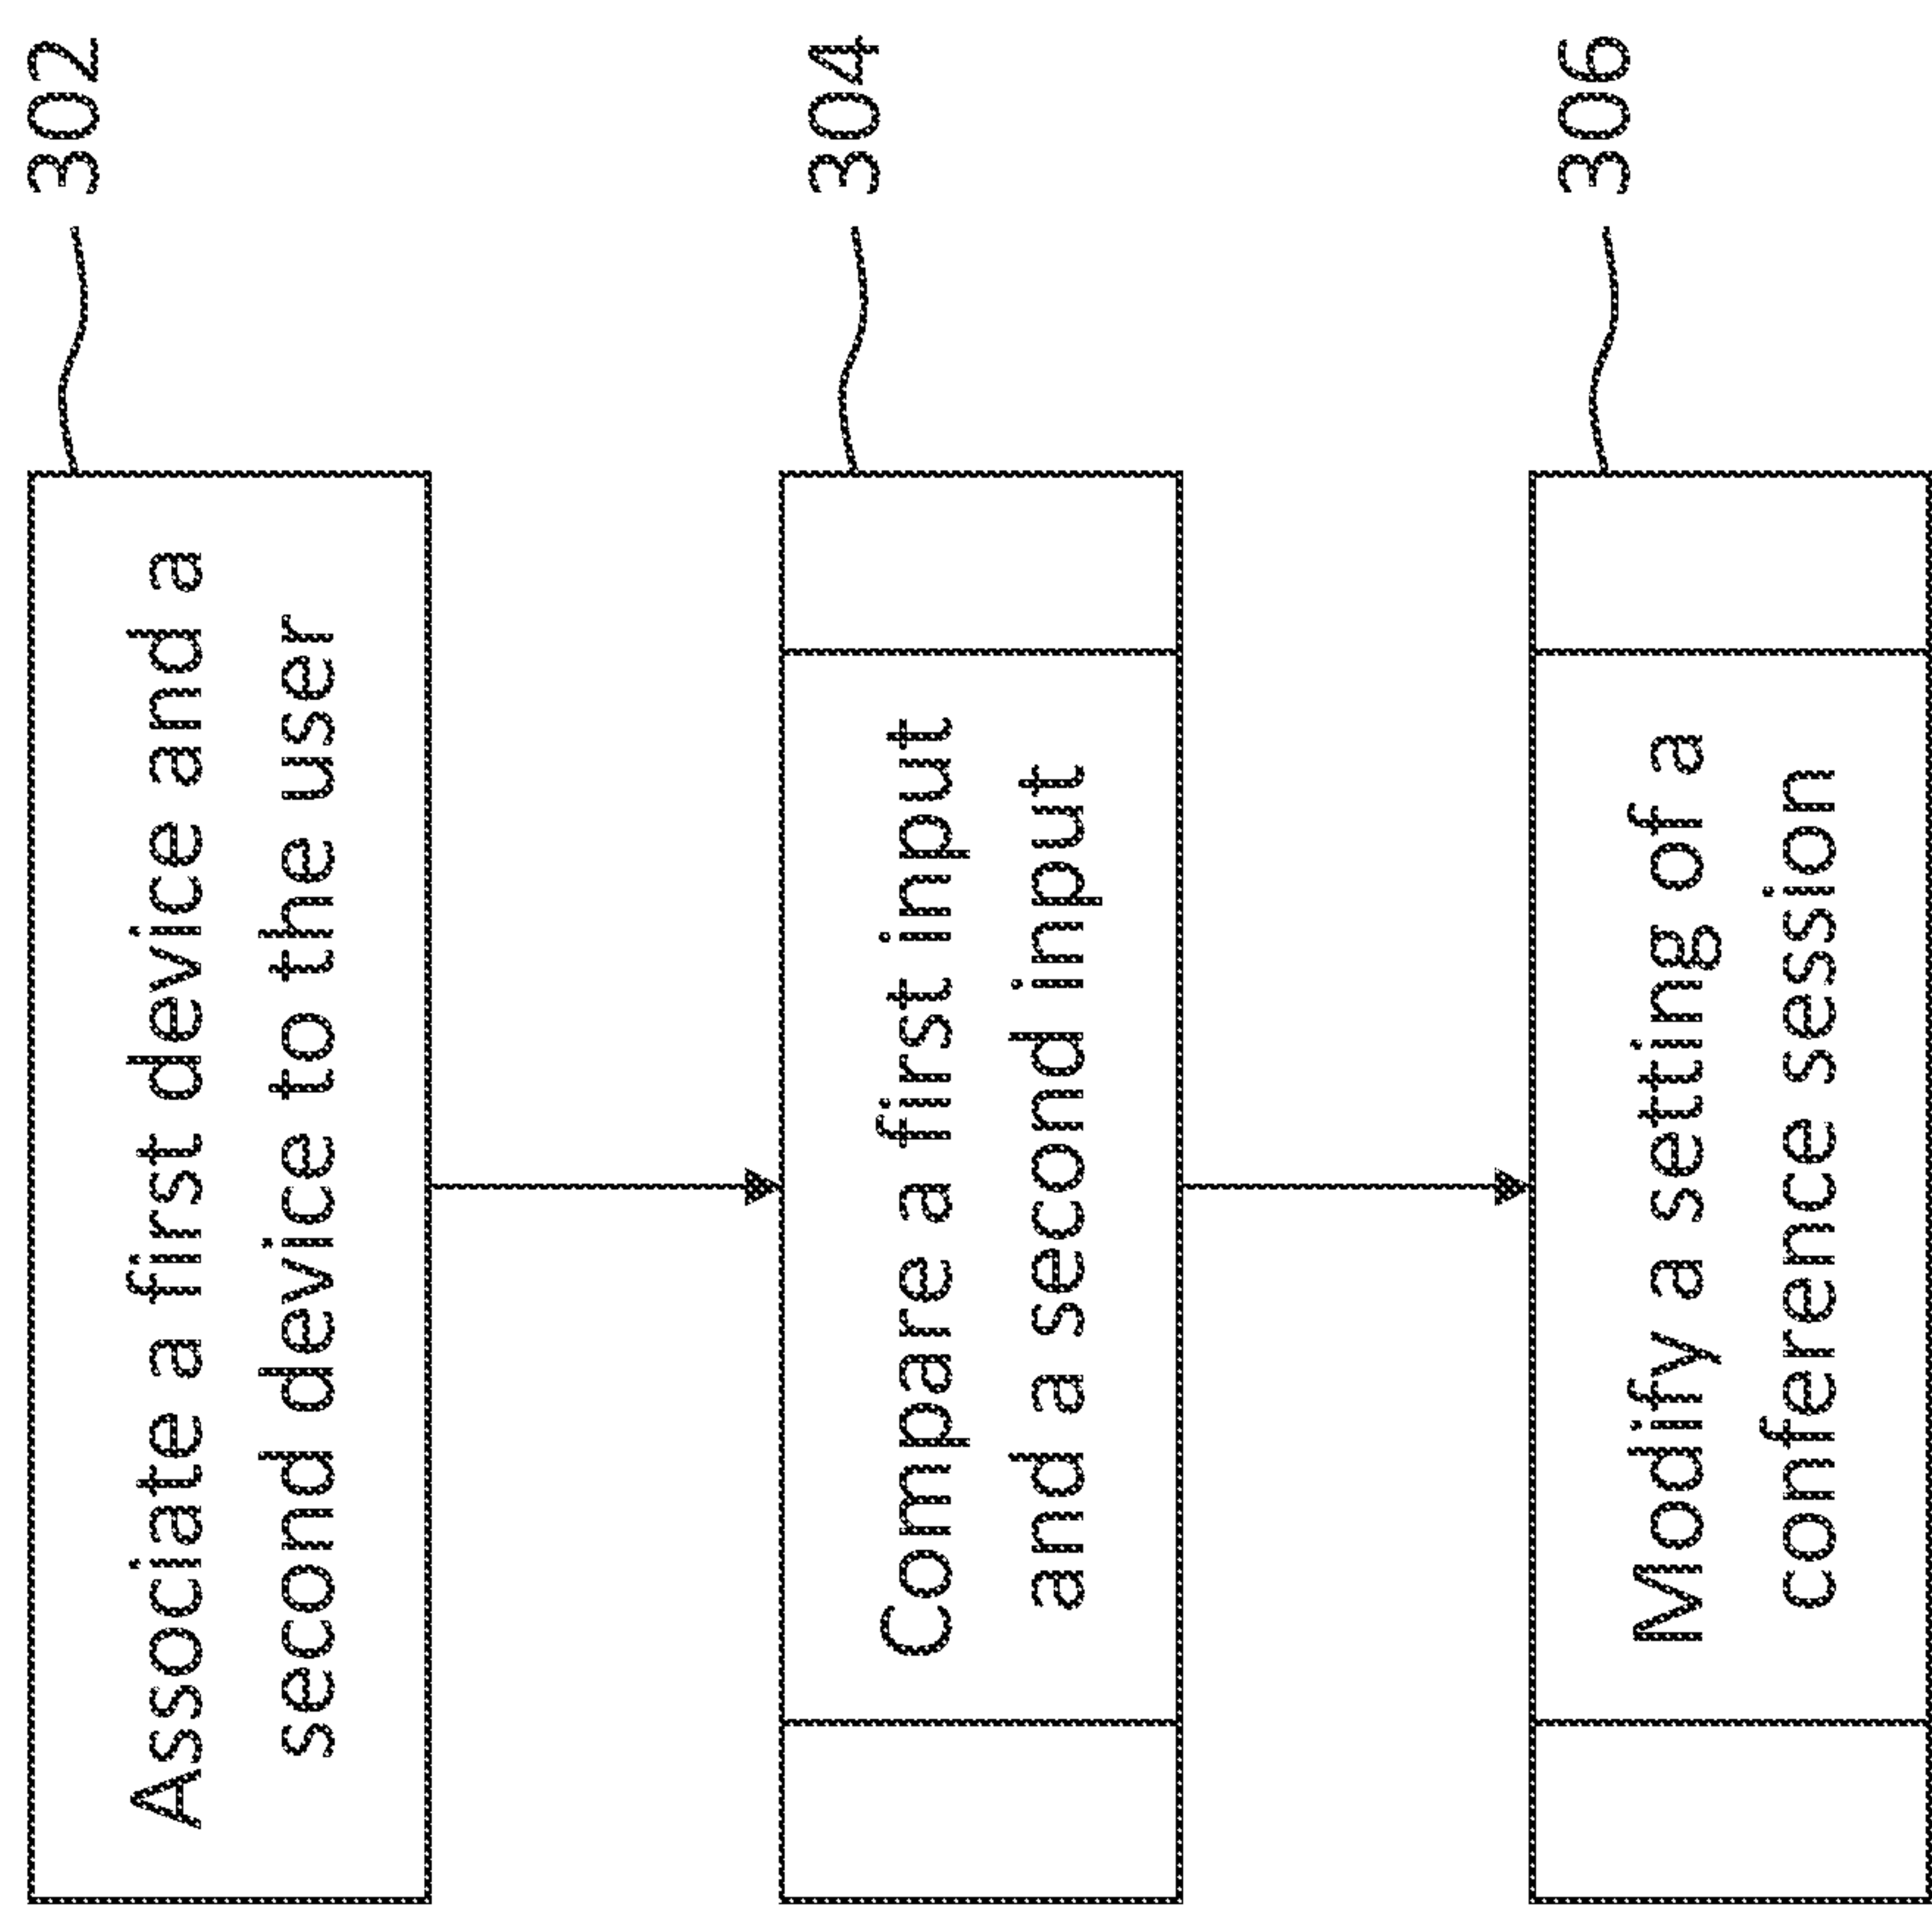 Associate a first device and a
second device to the user
302
Compare a first input
and a second input
304
Modify a setting of a
conference session
306